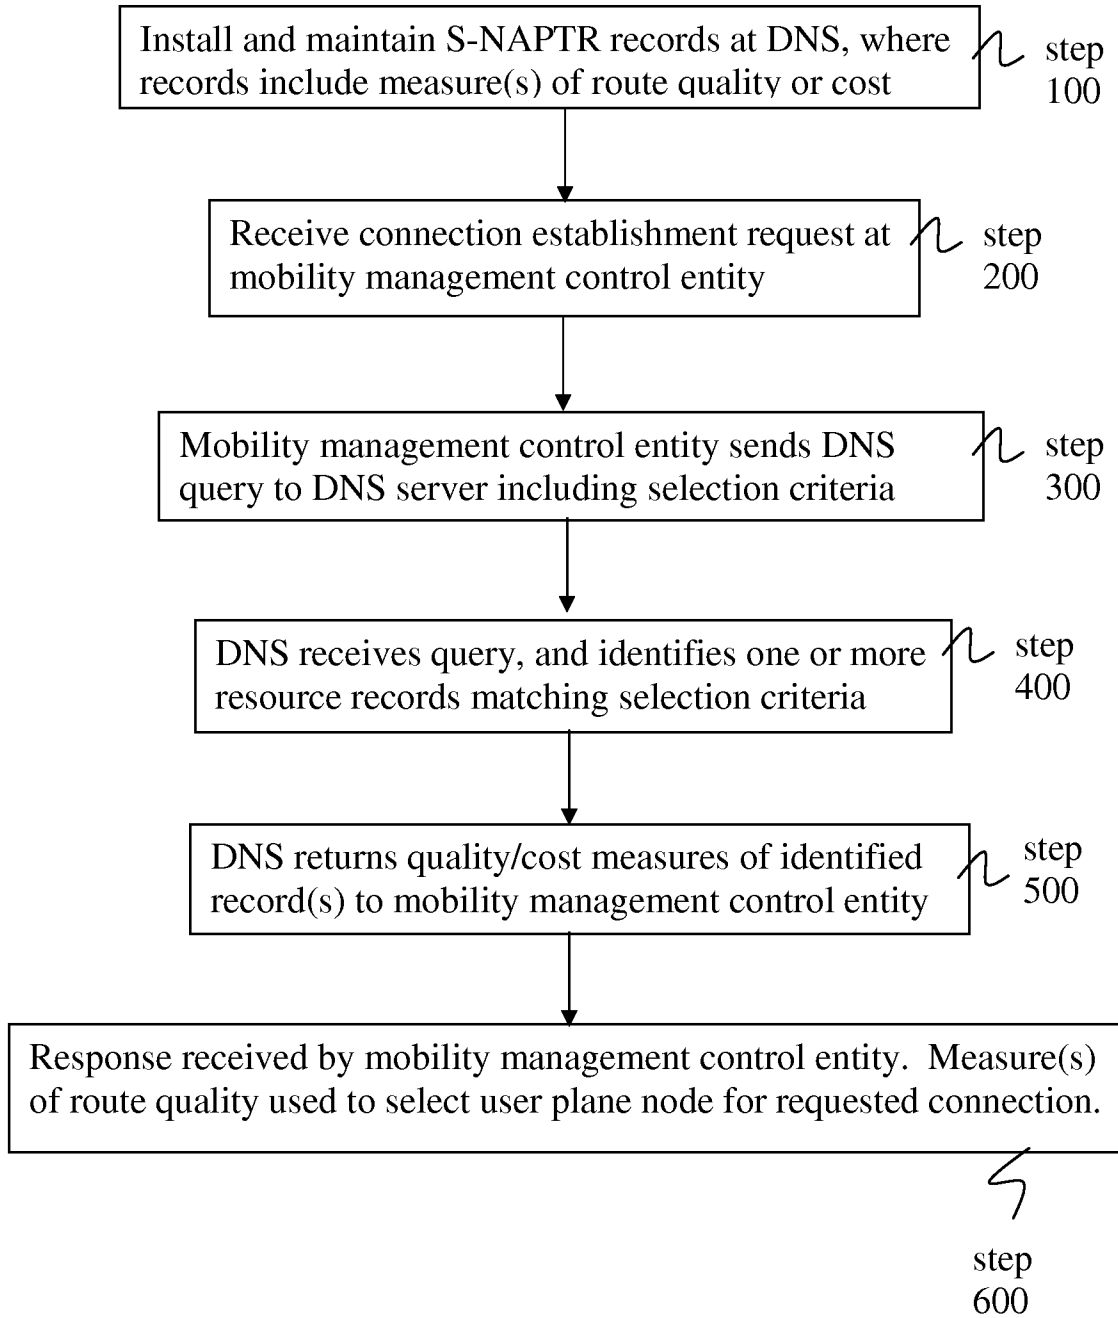 Install and maintain S-NAPTR records at DNS, where
records include measure(s) of route quality or cost
step
100
Receive connection establishment request at
mobility management control entity
step
200
Mobility management control entity sends DNS
query to DNS server including selection criteria
step
300
DNS receives query, and identifies one or more
resource records matching selection criteria
step
400
DNS returns quality/cost measures of identified
record(s) to mobility management control entity
step
500
Response received by mobility management control entity.  Measure(s)
of route quality used to select user plane node for requested connection.
step
600